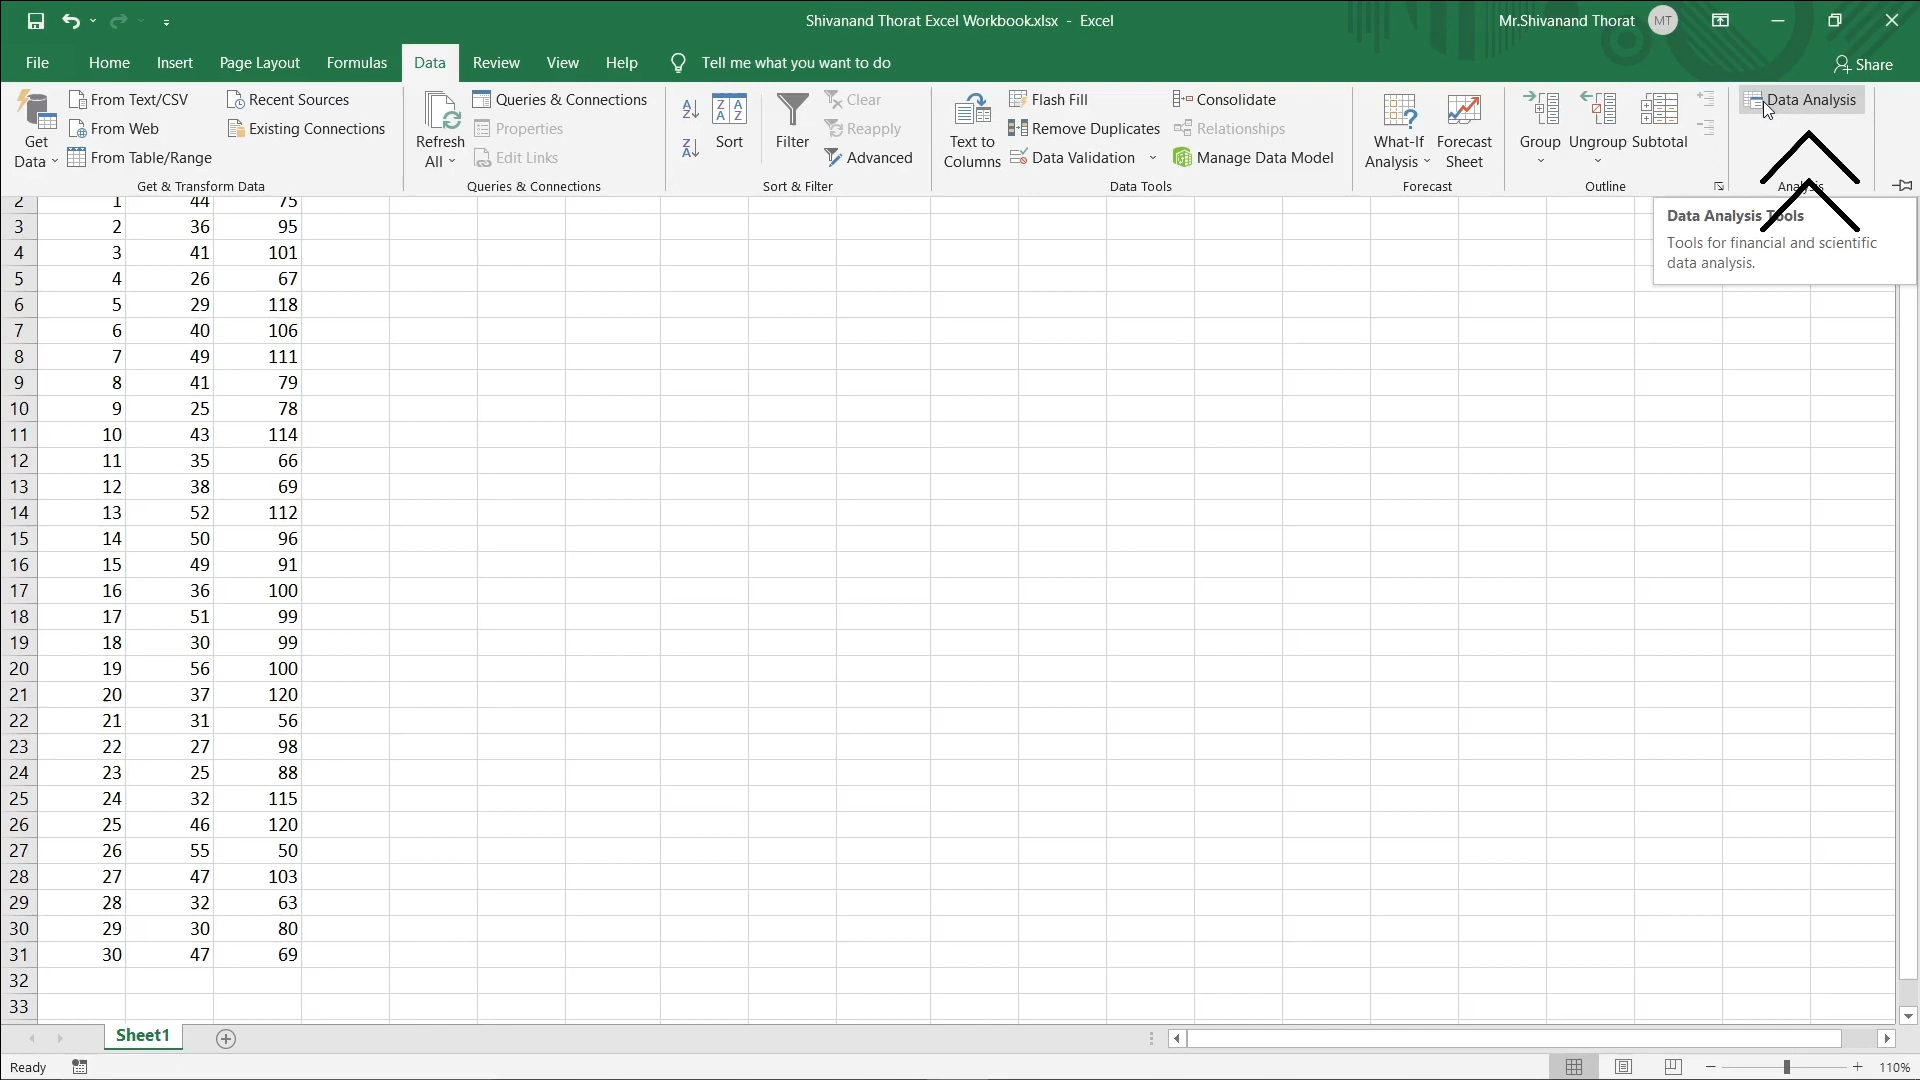 Shivanand Thorat Excel Workbook.xlsx - Excel
Mr.Shivanand Thorat MT
File Home Insert Page Layout Formulas Data Review View Help Tell me what you want to do Share
Get Data
From Text/CSV
From Web
From Table/Range
Recent Sources
Existing Connections
Get & Transform Data
Refresh All
Queries & Connections
Properties
Edit Links
Queries & Connections
Sort
Filter
Clear
Reapply
Advanced
Sort & Filter
Text to Columns
Flash Fill
Remove Duplicates
Data Validation
Consolidate
Relationships
Manage Data Model
Data Tools
What-If Analysis
Forecast Sheet
Forecast
Group
Ungroup
Subtotal
Outline
Data Analysis
Analysis
Data Analysis Tools
Tools for financial and scientific
data analysis.
2 1 44 75
3 2 36 95
4 3 41 101
5 4 26 67
6 5 29 118
7 6 40 106
8 7 49 111
9 8 41 79
10 9 25 78
11 10 43 114
12 11 35 66
13 12 38 69
14 13 52 112
15 14 50 96
16 15 49 91
17 16 36 100
18 17 51 99
19 18 30 99
20 19 56 100
21 20 37 120
22 21 31 56
23 22 27 98
24 23 25 88
25 24 32 115
26 25 46 120
27 26 55 50
28 27 47 103
29 28 32 63
30 29 30 80
31 30 47 69
32
33
Sheet1
Ready
110%